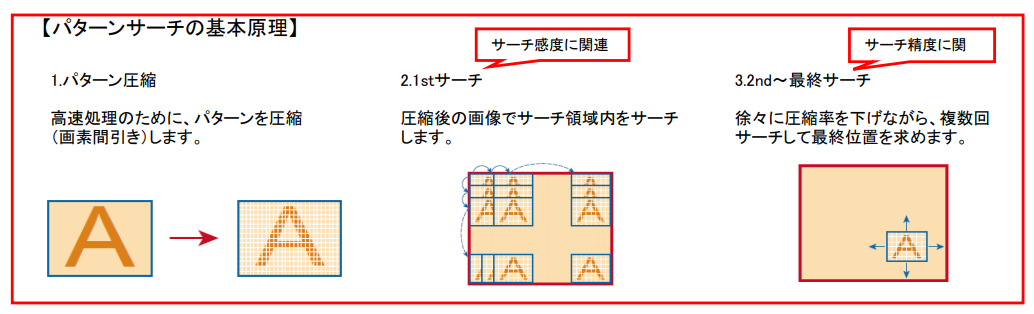 【パターンサーチの基本原理】
サーチ感度に関連
サーチ精度に関
1.パターン圧縮
高速処理のために、パターンを圧縮
(画素間引き)します。
2.1stサーチ
圧縮後の画像でサーチ領域内をサーチ
します。
3.2nd～最終サーチ
徐々に圧縮率を下げながら、複数回
サーチして最終位置を求めます。
A
A
A A A
A A A
A A
A